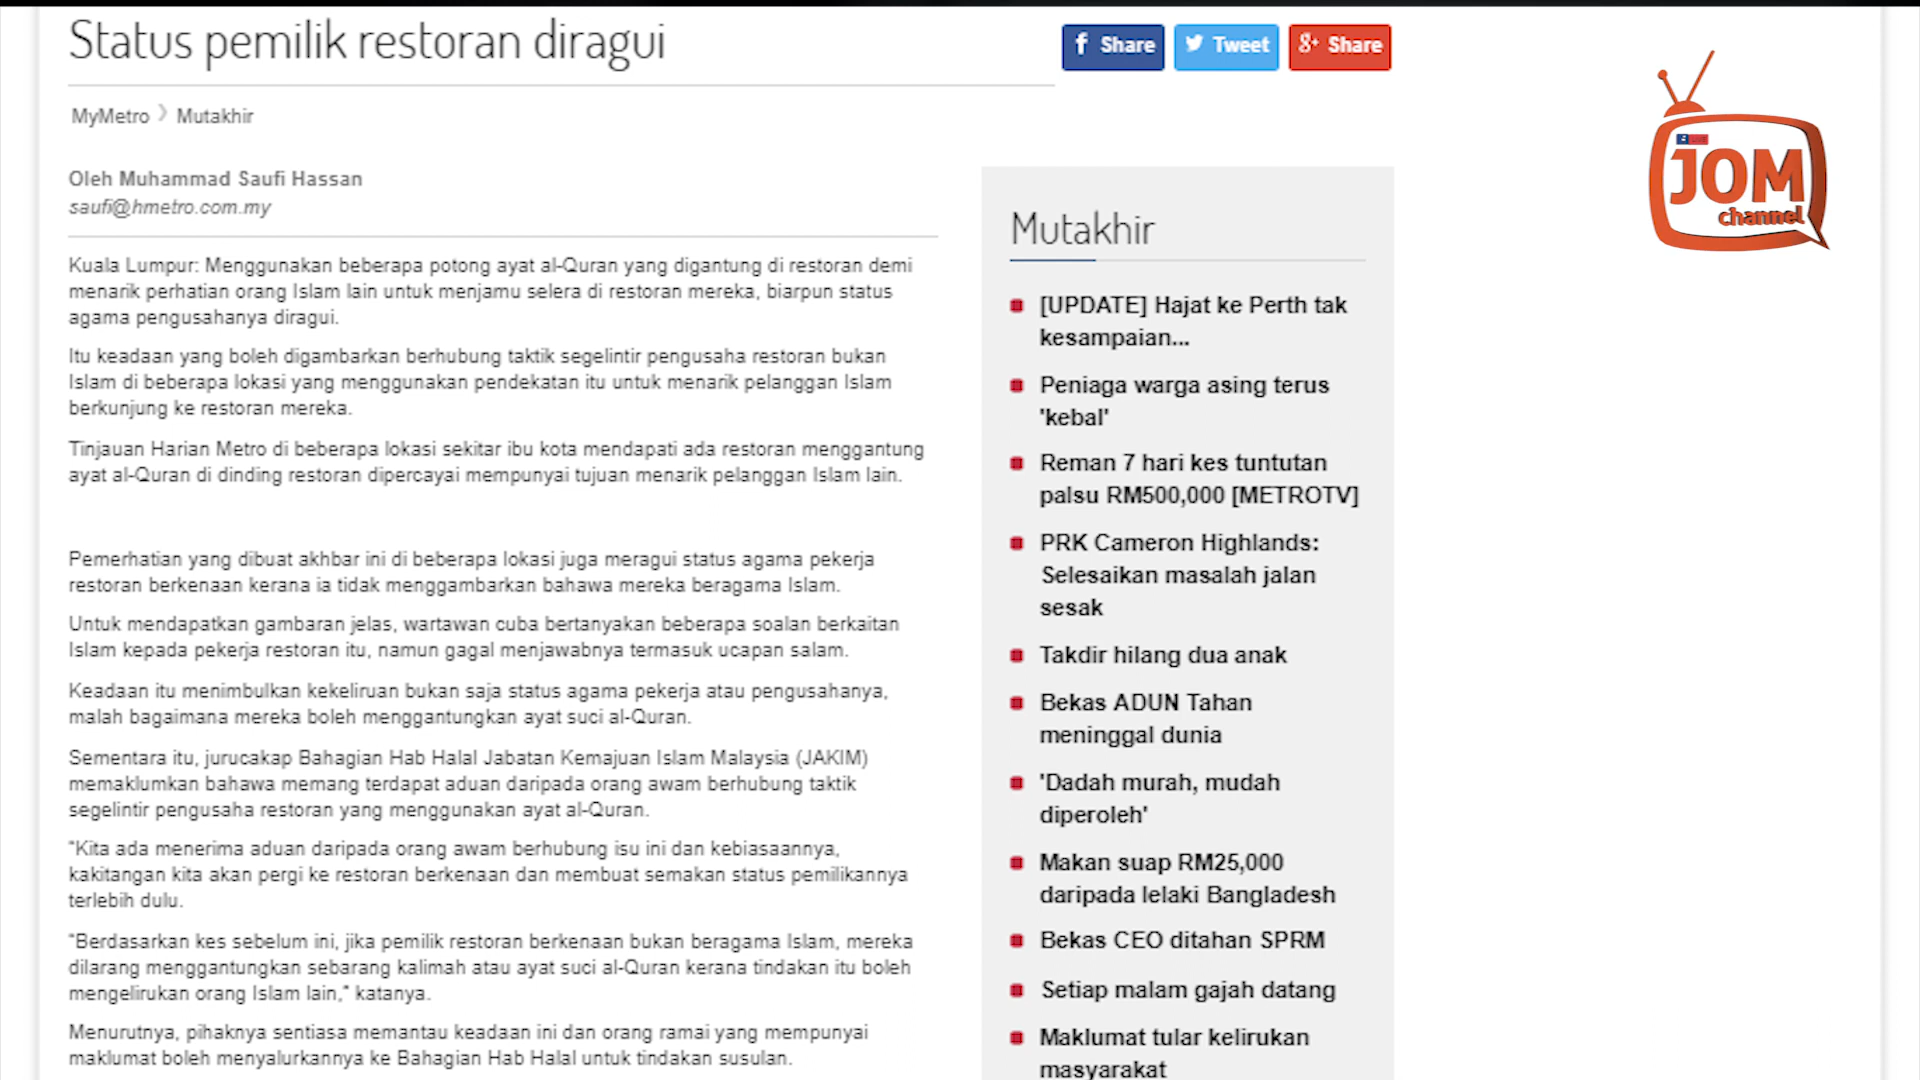 Status pemilik restoran diragui
f Share
Tweet
g+ Share
MyMetro > Mutakhir
JOM
channel
Oleh Muhammad Saufi Hassan
saufi@hmetro.com.my
Kuala Lumpur: Menggunakan beberapa potong ayat al-Quran yang digantung di restoran demi
menarik perhatian orang Islam lain untuk menjamu selera di restoran mereka, biarpun status
agama pengusahanya diragui.
Itu keadaan yang boleh digambarkan berhubung taktik segelintir pengusaha restoran bukan
Islam di beberapa lokasi yang menggunakan pendekatan itu untuk menarik pelanggan Islam
berkunjung ke restoran mereka.
Tinjauan Harian Metro di beberapa lokasi sekitar ibu kota mendapati ada restoran menggantung
ayat al-Quran di dinding restoran dipercayai mempunyai tujuan menarik pelanggan Islam lain.
Pemerhatian yang dibuat akhbar ini di beberapa lokasi juga meragui status agama pekerja
restoran berkenaan kerana ia tidak menggambarkan bahawa mereka beragama Islam.
Untuk mendapatkan gambaran jelas, wartawan cuba bertanyakan beberapa soalan berkaitan
Islam kepada pekerja restoran itu, namun gagal menjawabnya termasuk ucapan salam.
Keadaan itu menimbulkan kekeliruan bukan saja status agama pekerja atau pengusahanya,
malah bagaimana mereka boleh menggantungkan ayat suci al-Quran.
Sementara itu, jurucakap Bahagian Hab Halal Jabatan Kemajuan Islam Malaysia (JAKIM)
memaklumkan bahawa memang terdapat aduan daripada orang awam berhubung taktik
segelintir pengusaha restoran yang menggunakan ayat al-Quran.
"Kita ada menerima aduan daripada orang awam berhubung isu ini dan kebiasaannya,
kakitangan kita akan pergi ke restoran berkenaan dan membuat semakan status pemilikannya
terlebih dulu.
"Berdasarkan kes sebelum ini, jika pemilik restoran berkenaan bukan beragama Islam, mereka
dilarang menggantungkan sebarang kalimah atau ayat suci al-Quran kerana tindakan itu boleh
mengelirukan orang Islam lain," katanya.
Menurutnya, pihaknya sentiasa memantau keadaan ini dan orang ramai yang mempunyai
maklumat boleh menyalurkannya ke Bahagian Hab Halal untuk tindakan susulan.
Mutakhir
[UPDATE] Hajat ke Perth tak
kesampaian...
Peniaga warga asing terus
'kebal'
Reman 7 hari kes tuntutan
palsu RM500,000 [METROTV]
PRK Cameron Highlands:
Selesaikan masalah jalan
sesak
Takdir hilang dua anak
Bekas ADUN Tahan
meninggal dunia
'Dadah murah, mudah
diperoleh'
Makan suap RM25,000
daripada lelaki Bangladesh
Bekas CEO ditahan SPRM
Setiap malam gajah datang
Maklumat tular kelirukan
masyarakat